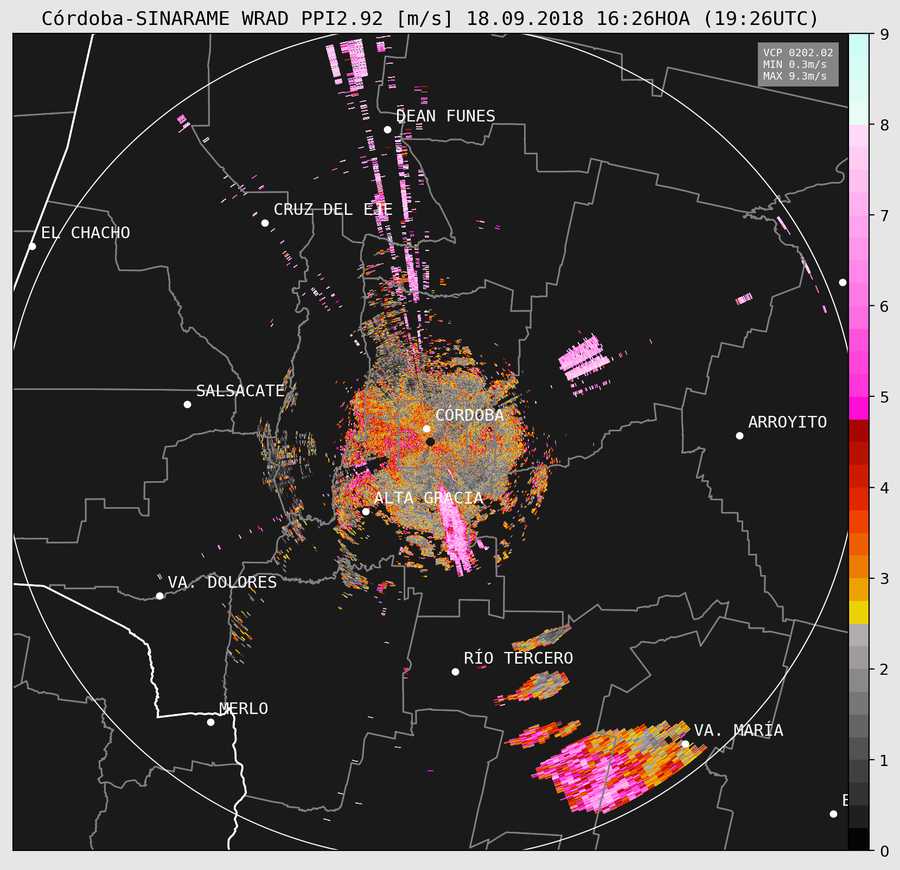 Córdoba-SINARAME WRAD PPI2.92 [m/s] 18.09.2018 16:26HOA (19:26UTC)
VCP 0202.02
MIN 0.3m/s
MAX 9.3m/s
9
8
7
6
5
4
3
2
1
0
DEAN FUNES
CRUZ DEL EJE
EL CHACHO
SALSACATE
CÓRDOBA
ARROYITO
ALTA GRACIA
VA. DOLORES
RÍO TERCERO
MERLO
VA. MARÍA